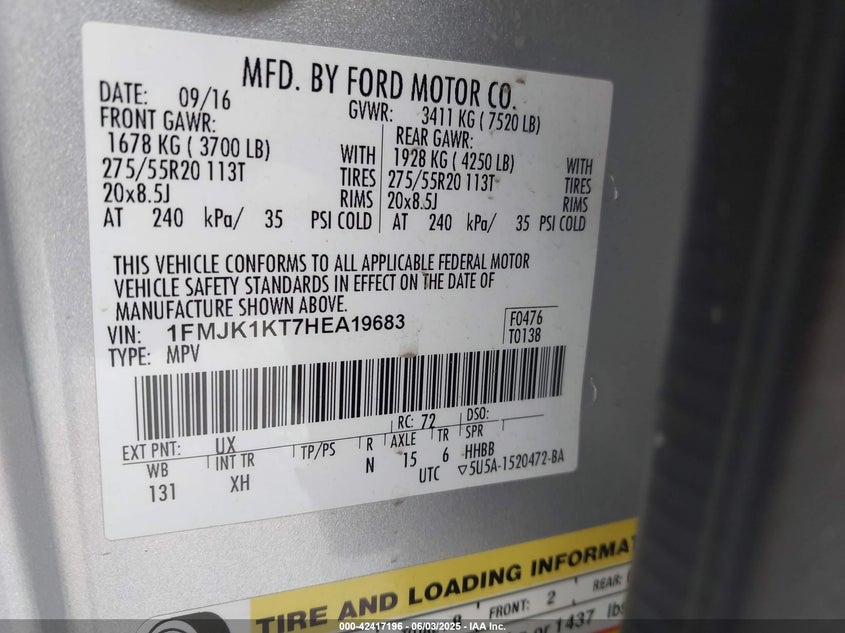 MFD. BY FORD MOTOR CO.
DATE: 09/16 GVWR: 3411 KG ( 7520 LB)
FRONT GAWR: REAR GAWR:
1678 KG ( 3700 LB) WITH 1928 KG ( 4250 LB) WITH
275/55R20 113T TIRES 275/55R20 113T TIRES
20x8.5J RIMS 20x8.5J RIMS
AT 240 kPa/ 35 PSI COLD AT 240 kPa/ 35 PSI COLD
THIS VEHICLE CONFORMS TO ALL APPLICABLE FEDERAL MOTOR
VEHICLE SAFETY STANDARDS IN EFFECT ON THE DATE OF
MANUFACTURE SHOWN ABOVE.
VIN: 1FMJK1KT7HEA19683 F0476
TYPE: MPV T0138
EXT PNT: UX RC: 72 DSO:
WB INT TR TP/PS R AXLE TR SPR
131 XH N 15 6 HHBB
UTC ▽5U5A-1520472-BA
TIRE AND LOADING INFORMAT
FRONT: 2 REAR:
or 1437 lbs
000-42417196 - 06/03/2025 - IAA, Inc.